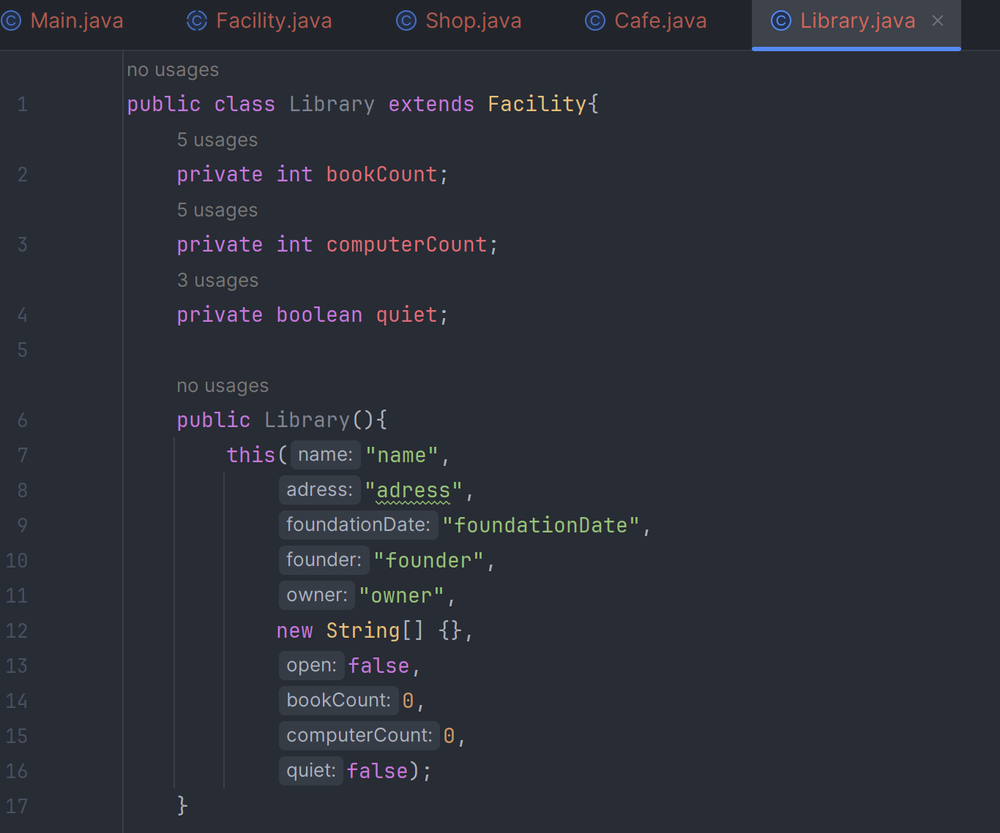 Main.java Facility.java Shop.java Cafe.java Library.java
no usages
1 public class Library extends Facility{
5 usages
2 private int bookCount;
5 usages
3 private int computerCount;
3 usages
4 private boolean quiet;
5
no usages
6 public Library(){
7 this( name: "name",
8 adress: "adress",
9 foundationDate: "foundationDate",
10 founder: "founder",
11 owner: "owner",
12 new String[] {},
13 open: false,
14 bookCount: 0,
15 computerCount: 0,
16 quiet: false);
17 }